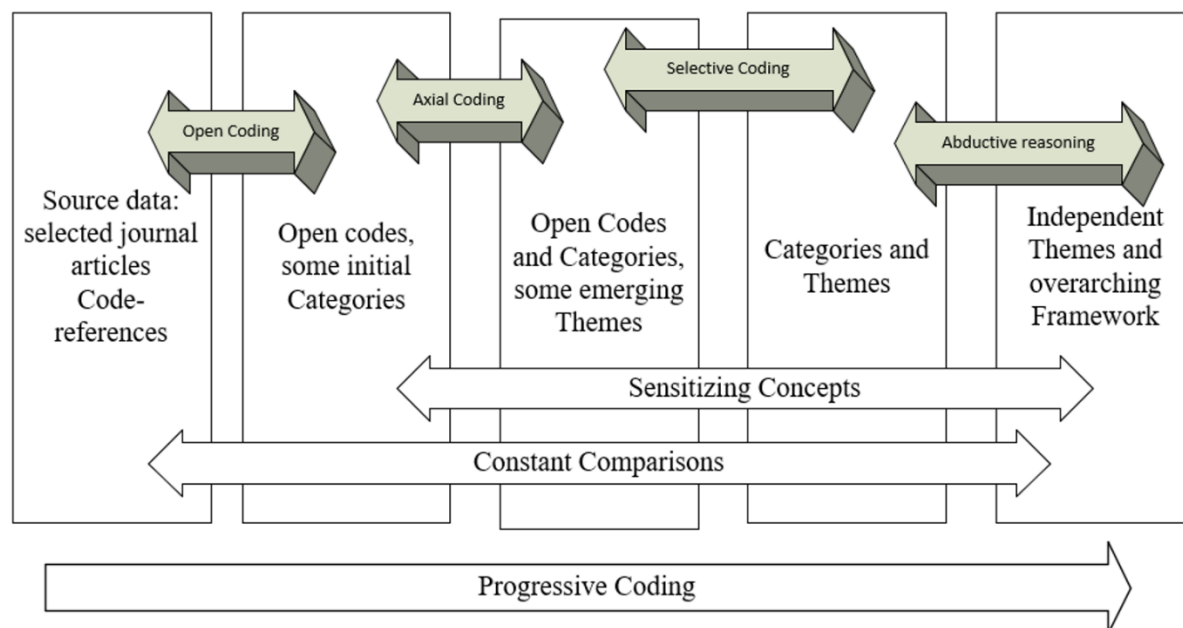 Open Coding
Axial Coding
Selective Coding
Abductive reasoning
Source data:
selected journal
articles
Code-
references
Open codes,
some initial
Categories
Open Codes
and Categories,
some emerging
Themes
Categories and
Themes
Independent
Themes and
overarching
Framework
Sensitizing Concepts
Constant Comparisons
Progressive Coding